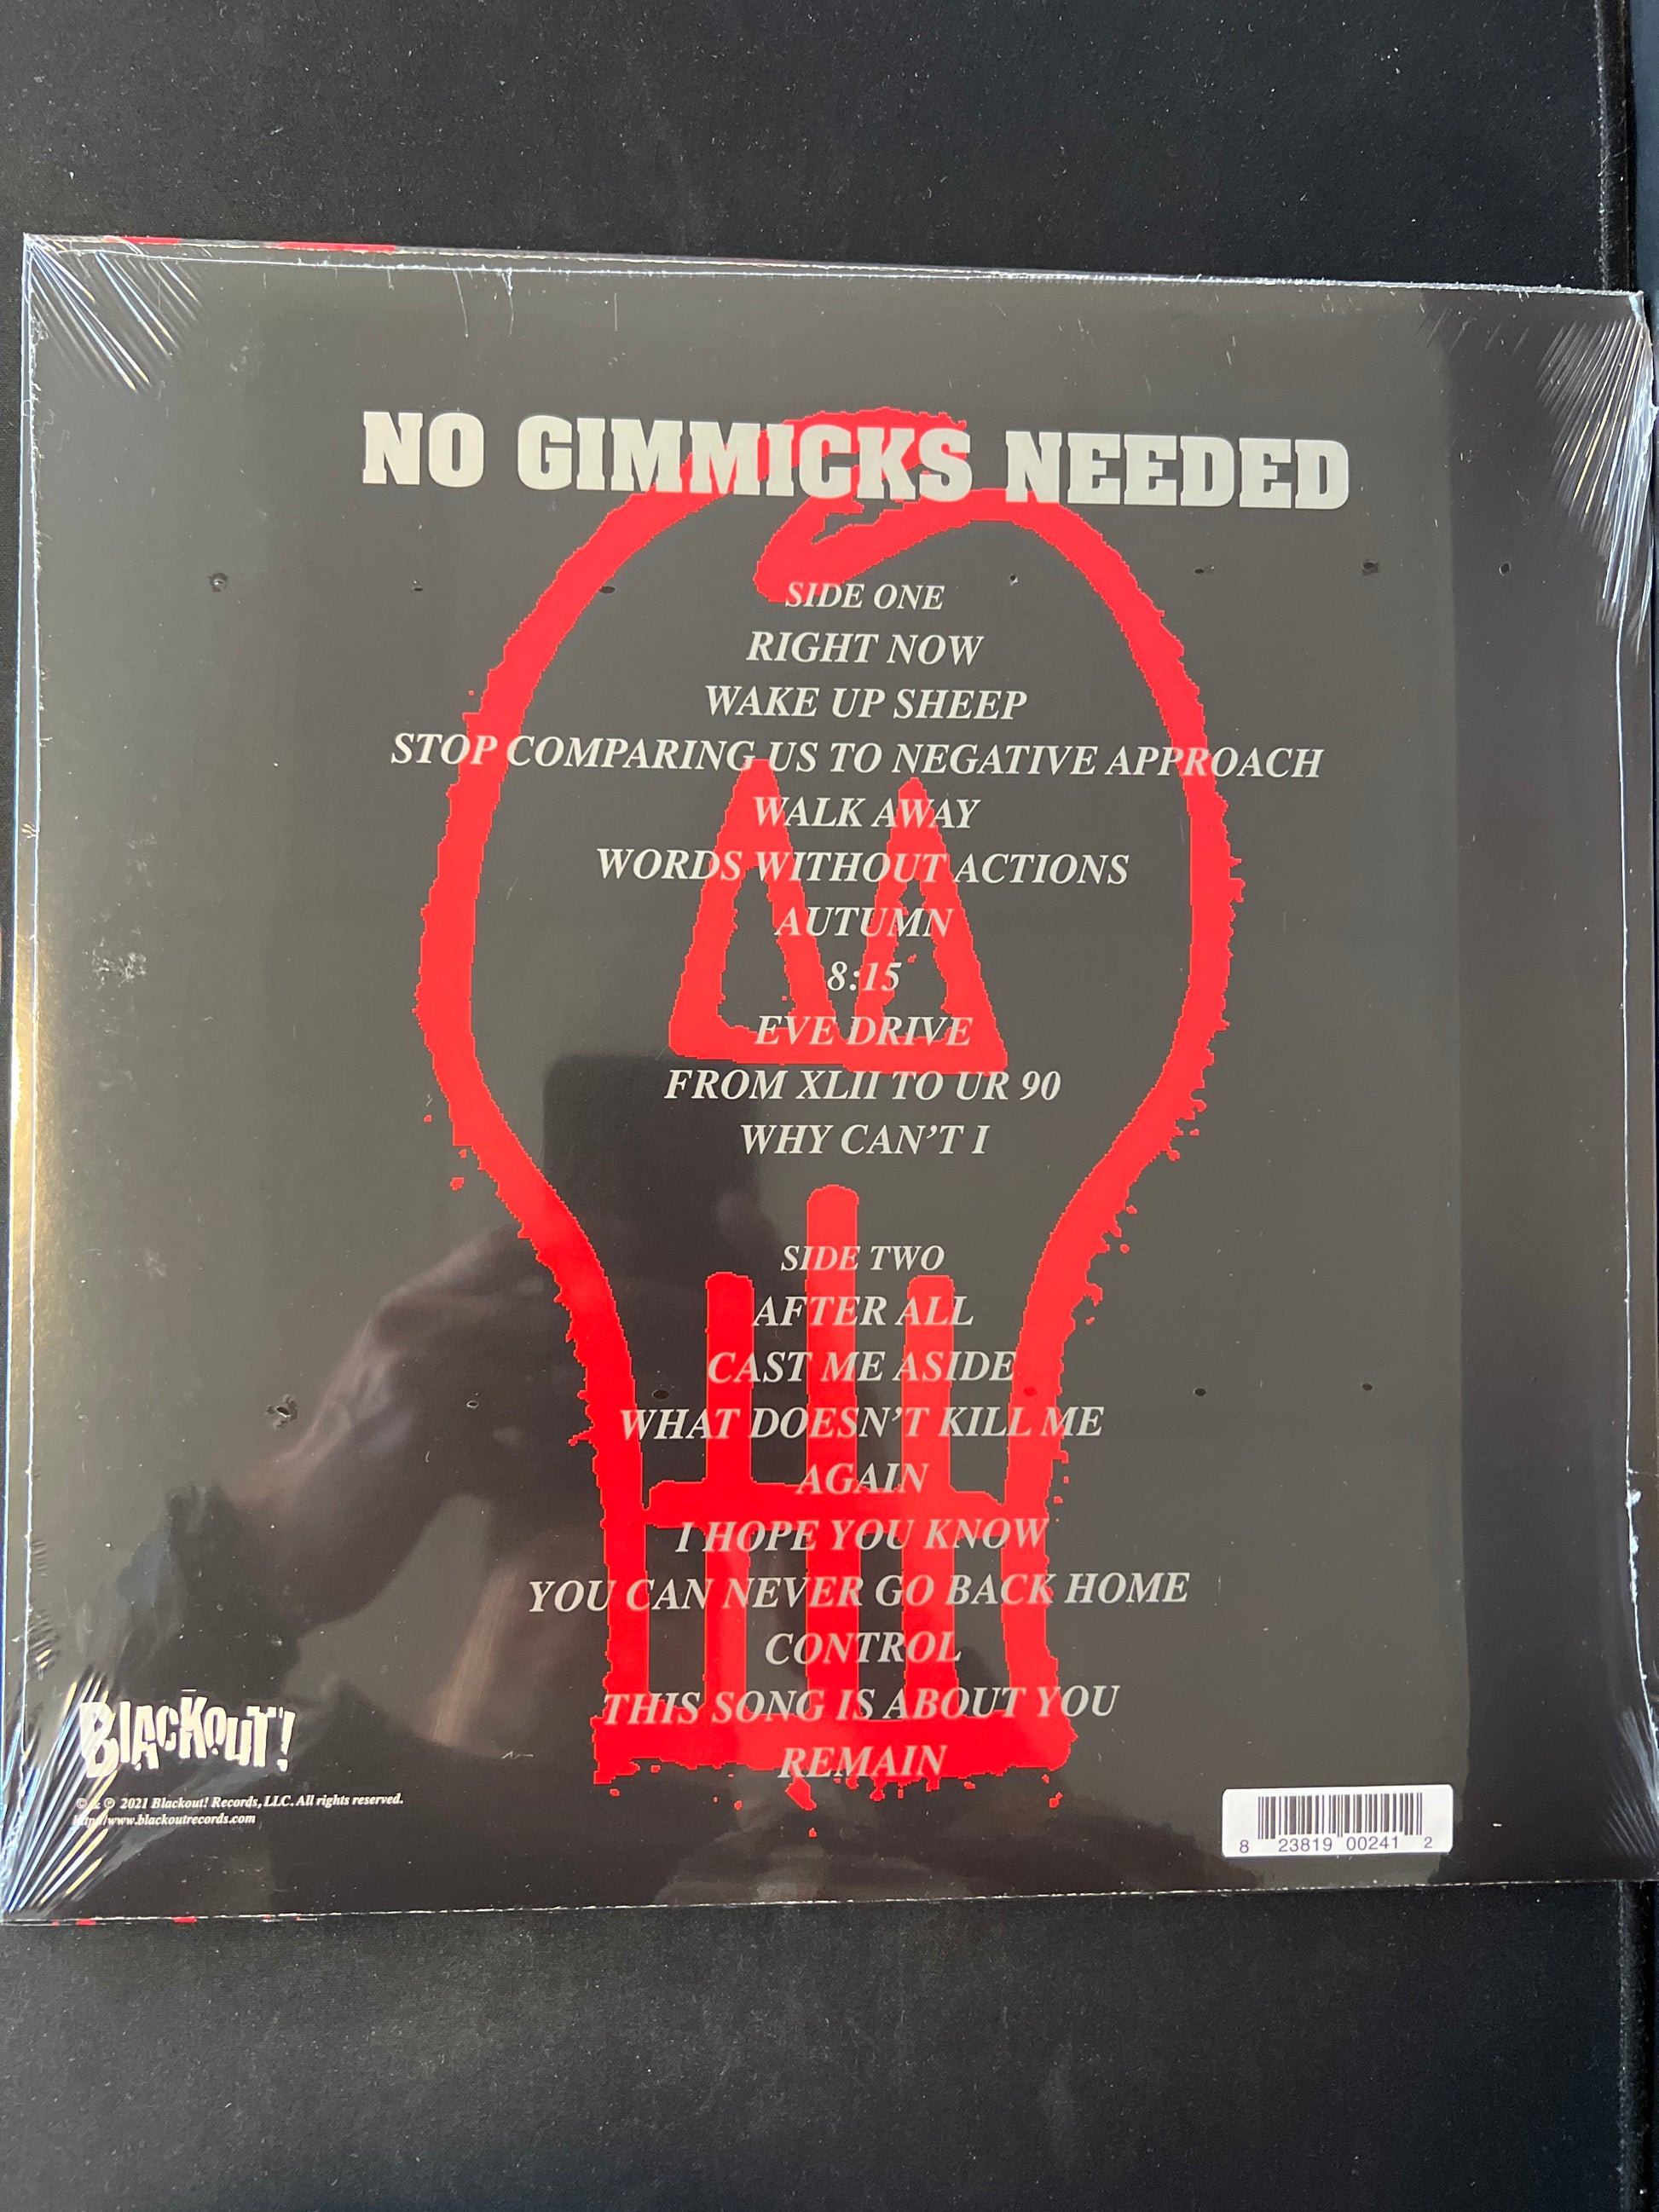 NO GIMMICKS NEEDED
SIDE ONE
RIGHT NOW
WAKE UP SHEEP
STOP COMPARING US TO NEGATIVE APPROACH
WALK AWAY
WORDS WITHOUT ACTIONS
AUTUMN
8:15
EVE DRIVE
FROM XLII TO UR 90
WHY CAN'T I
SIDE TWO
AFTER ALL
CAST ME ASIDE
WHAT DOESN'T KILL ME
AGAIN
I HOPE YOU KNOW
YOU CAN NEVER GO BACK HOME
CONTROL
THIS SONG IS ABOUT YOU
REMAIN
BlACKOuT!
© & ℗ 2021 Blackout! Records, LLC. All rights reserved.
http://www.blackoutrecords.com
8 23819 00241 2